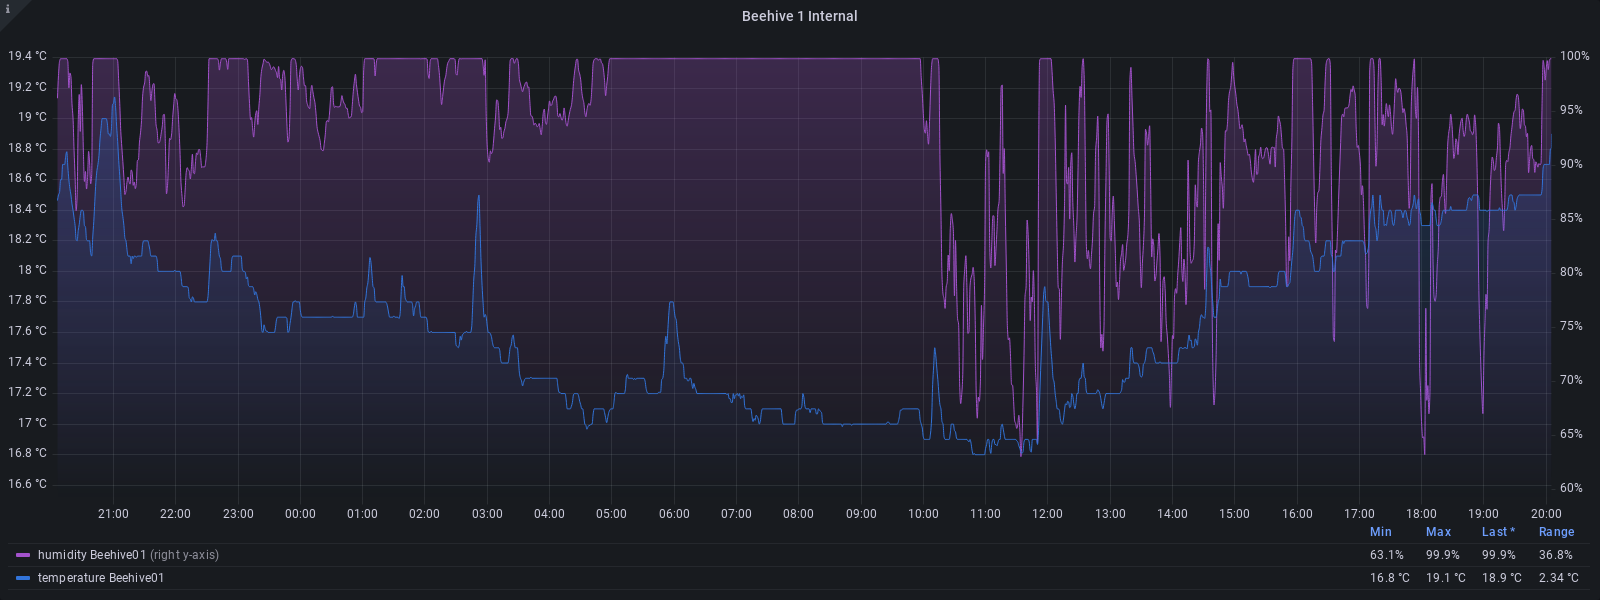 i
Beehive 1 Internal
19.4 °C 100%
19.2 °C
19 °C 95%
18.8 °C
18.6 °C 90%
18.4 °C 85%
18.2 °C
18 °C 80%
17.8 °C
17.6 °C 75%
17.4 °C 70%
17.2 °C
17 °C 65%
16.8 °C
16.6 °C 60%
21:00 22:00 23:00 00:00 01:00 02:00 03:00 04:00 05:00 06:00 07:00 08:00 09:00 10:00 11:00 12:00 13:00 14:00 15:00 16:00 17:00 18:00 19:00 20:00
Min Max Last * Range
humidity Beehive01 (right y-axis) 63.1% 99.9% 99.9% 36.8%
temperature Beehive01 16.8 °C 19.1 °C 18.9 °C 2.34 °C